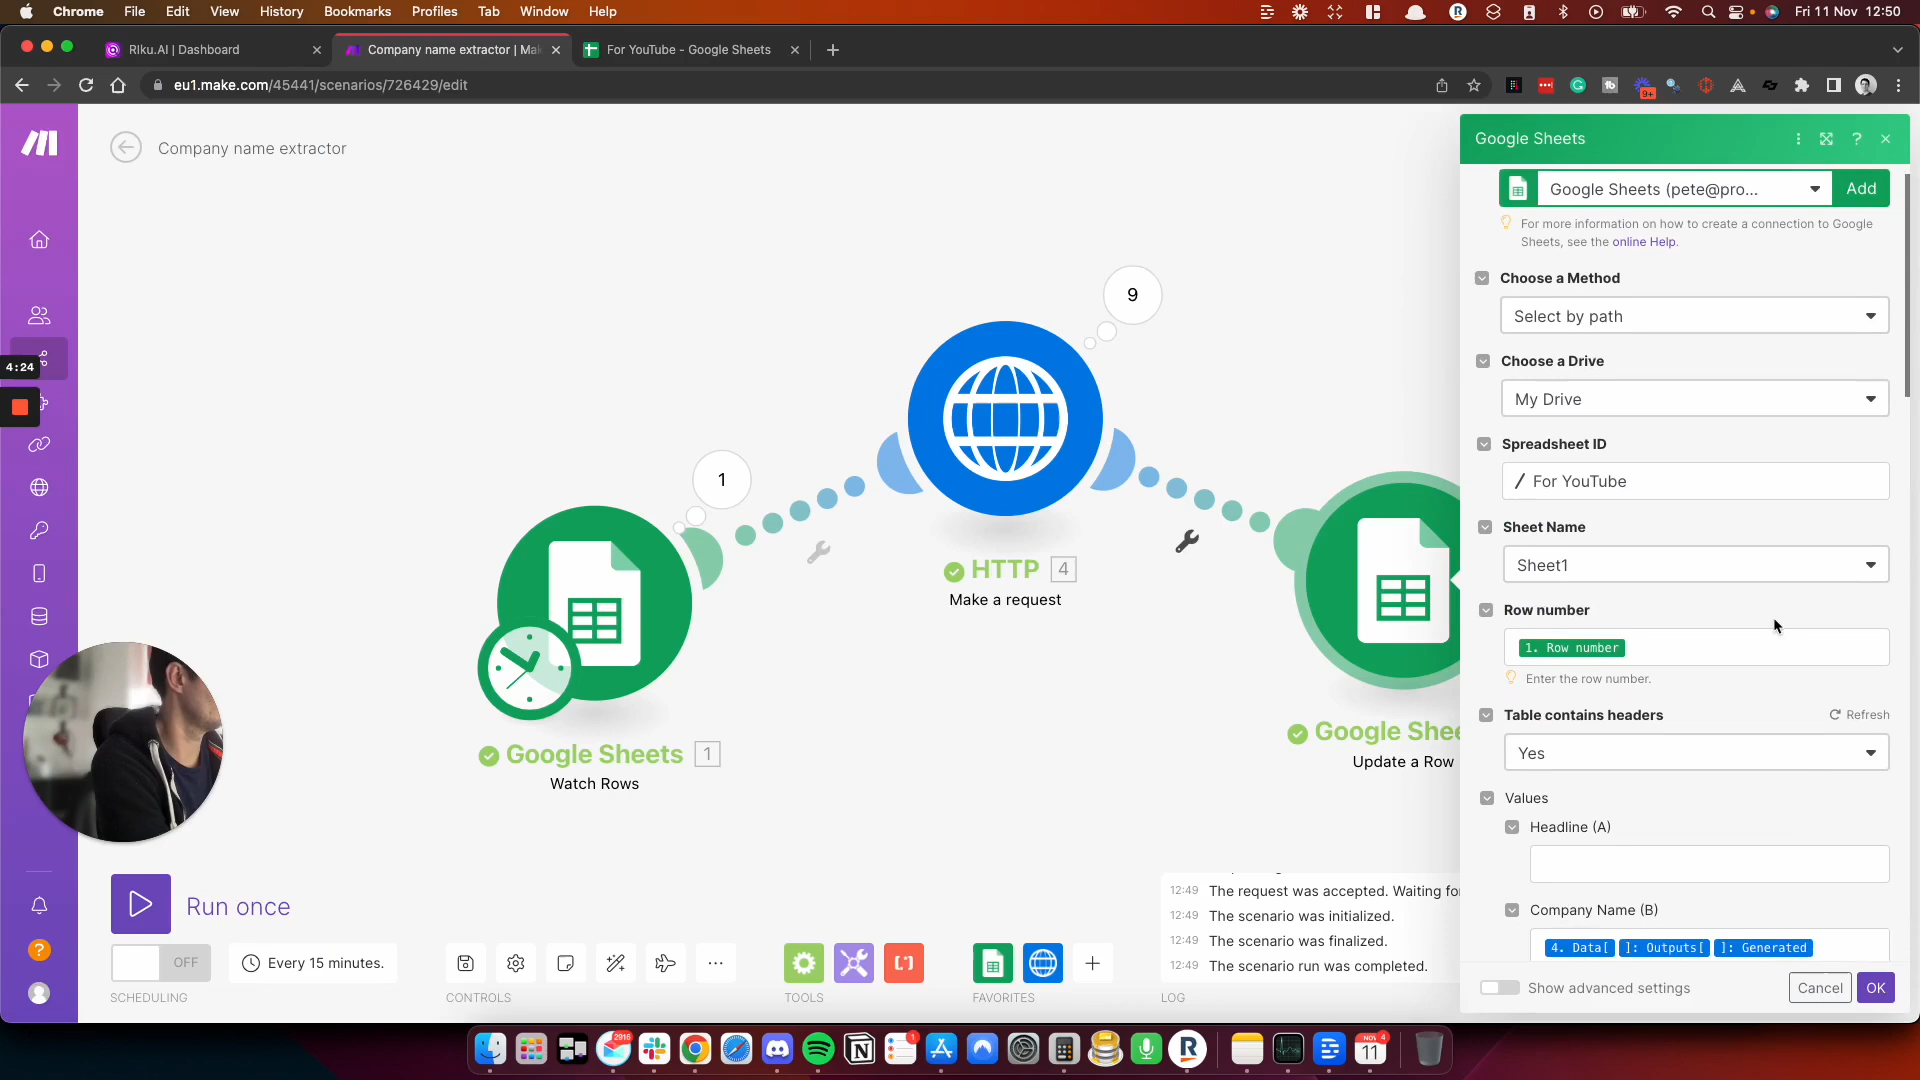 Chrome File Edit View History Bookmarks Profiles Tab Window Help
Fri 11 Nov 12:50
RIku.AI | Dashboard
Company name extractor | Mak
For YouTube - Google Sheets
eu1.make.com/45441/scenarios/726429/edit
9+
Company name extractor
4:24
1
9
Google Sheets 1
Watch Rows
HTTP 4
Make a request
Google Shee
Update a Row
Google Sheets
Google Sheets (pete@pro...
Add
For more information on how to create a connection to Google
Sheets, see the online Help.
Choose a Method
Select by path
Choose a Drive
My Drive
Spreadsheet ID
/ For YouTube
Sheet Name
Sheet1
Row number
1. Row number
Enter the row number.
Table contains headers
Refresh
Yes
Values
Headline (A)
Company Name (B)
4. Data[ ]: Outputs[ ]: Generated
Show advanced settings
Cancel
OK
Run once
OFF
Every 15 minutes.
SCHEDULING
CONTROLS
TOOLS
FAVORITES
LOG
12:49 The request was accepted. Waiting fo
12:49 The scenario was initialized.
12:49 The scenario was finalized.
12:49 The scenario run was completed.
2916
1
NOV
4
11